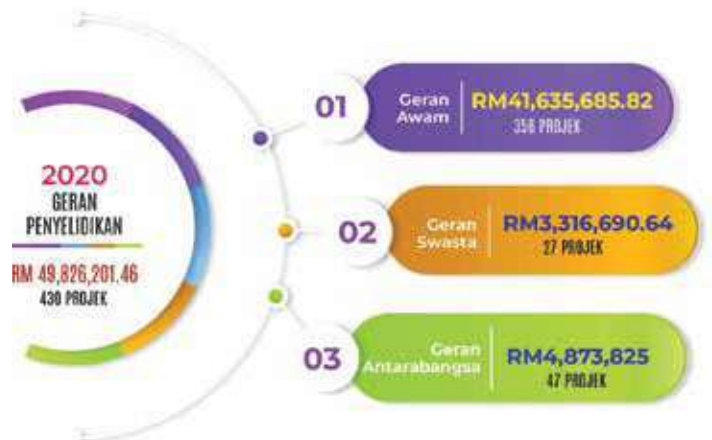 2020
GERAN
PENYELIDIKAN
RM 49,826,201.46
430 PROJEK
01
Geran
Awam
RM41,635,685.82
356 PROJEK
02
Geran
Swasta
RM3,316,690.64
27 PROJEK
03
Geran
Antarabangsa
RM4,873,825
47 PROJEK